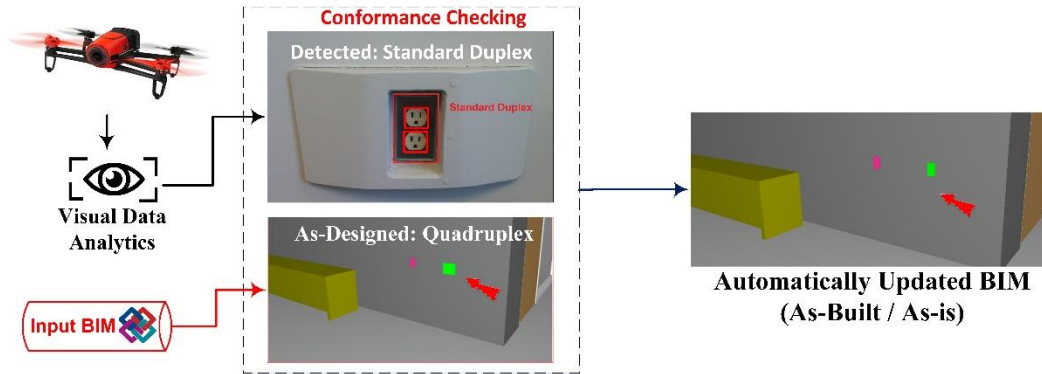 Conformance Checking
Detected: Standard Duplex
Standard Duplex
Visual Data
Analytics
As-Designed: Quadruplex
Input BIM
Automatically Updated BIM
(As-Built / As-is)